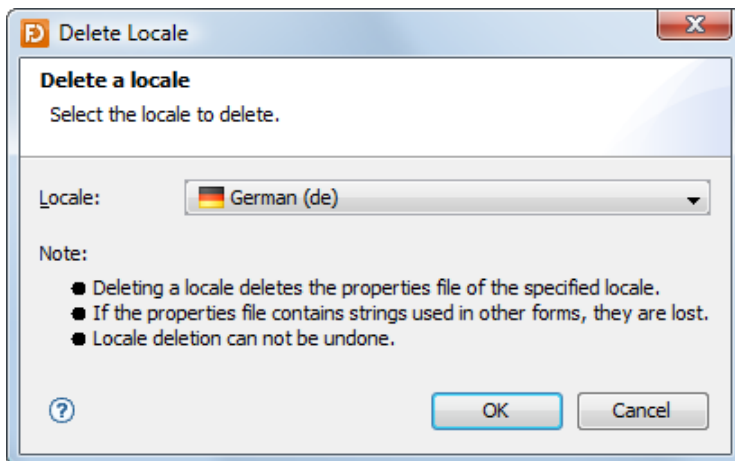 Delete Locale
Delete a locale
Select the locale to delete.
Locale: German (de)
Note:
● Deleting a locale deletes the properties file of the specified locale.
● If the properties file contains strings used in other forms, they are lost.
● Locale deletion can not be undone.
OK Cancel